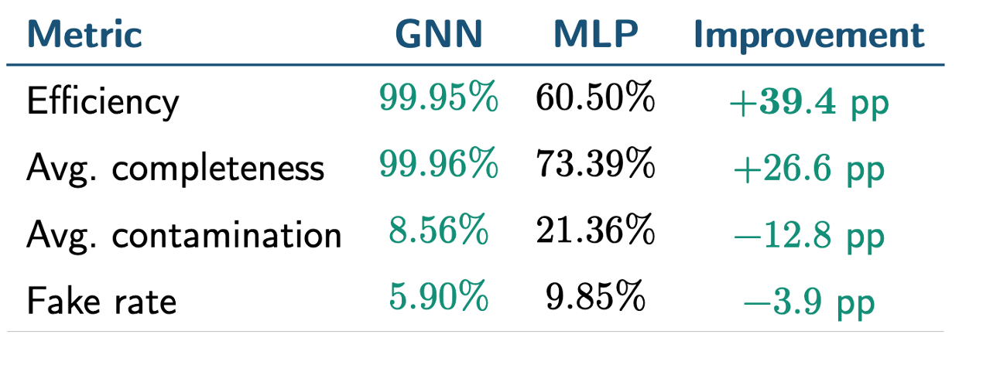 Metric GNN MLP Improvement
Efficiency 99.95% 60.50% +39.4 pp
Avg. completeness 99.96% 73.39% +26.6 pp
Avg. contamination 8.56% 21.36% −12.8 pp
Fake rate 5.90% 9.85% −3.9 pp